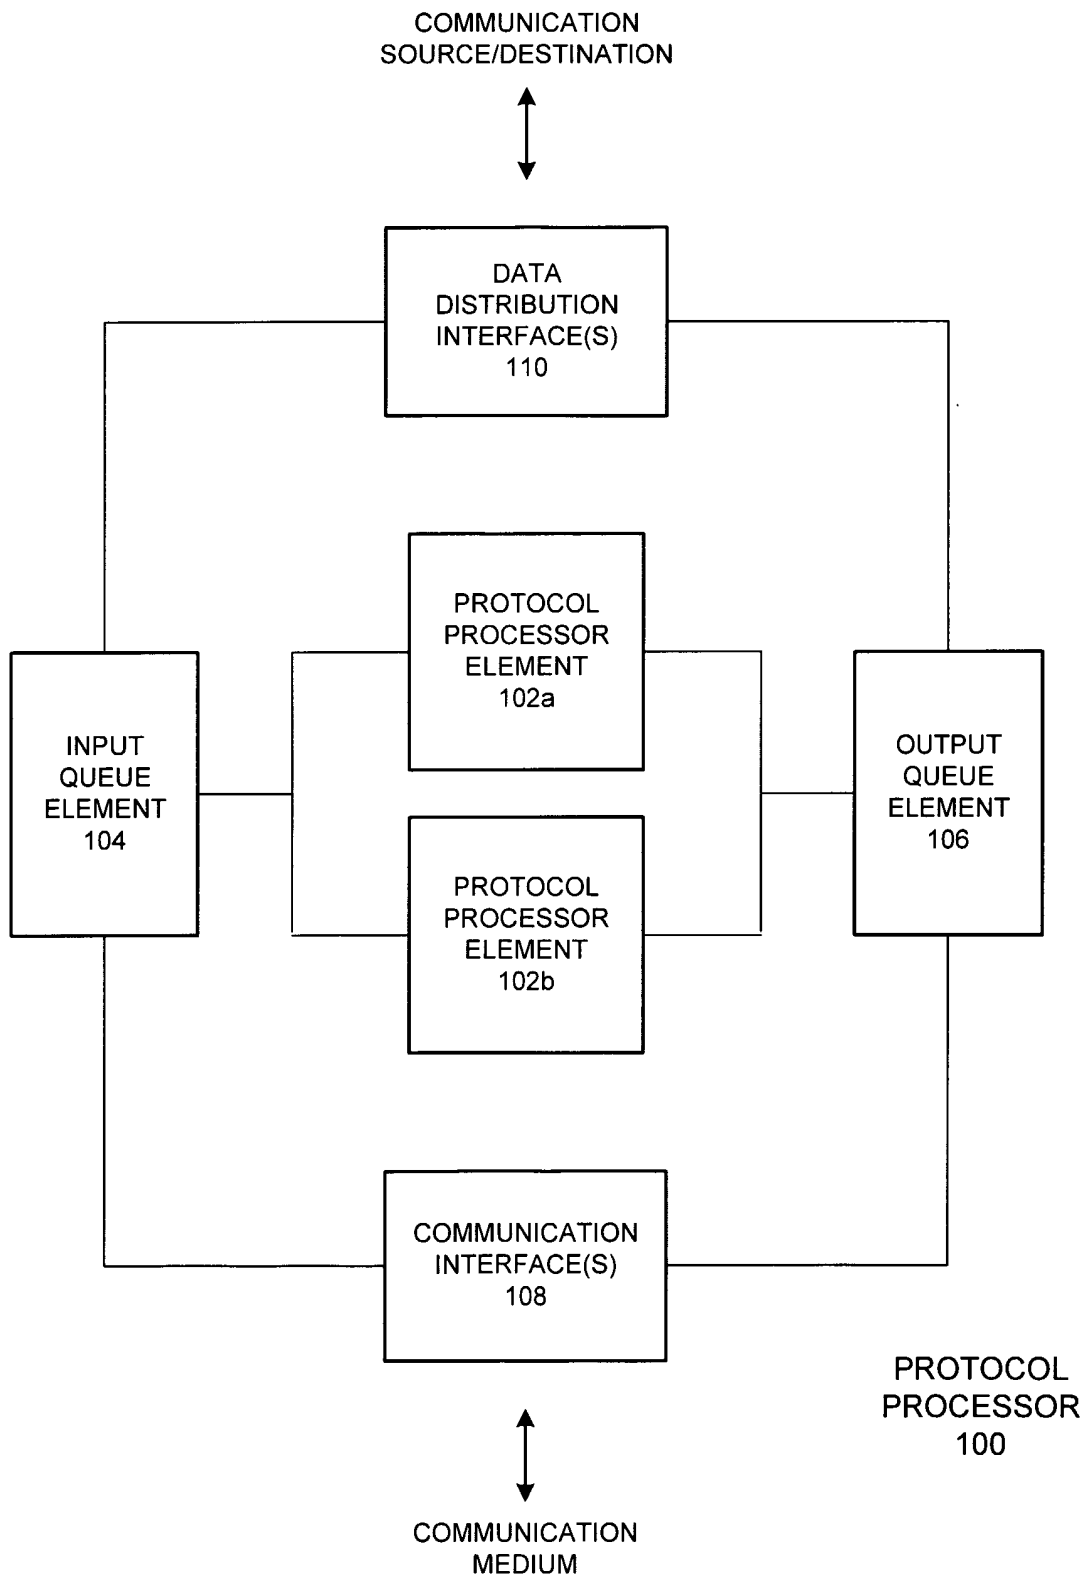 COMMUNICATION
SOURCE/DESTINATION
DATA
DISTRIBUTION
INTERFACE(S)
110
PROTOCOL
PROCESSOR
ELEMENT
102a
INPUT
QUEUE
ELEMENT
104
OUTPUT
QUEUE
ELEMENT
106
PROTOCOL
PROCESSOR
ELEMENT
102b
COMMUNICATION
INTERFACE(S)
108
PROTOCOL
PROCESSOR
100
COMMUNICATION
MEDIUM